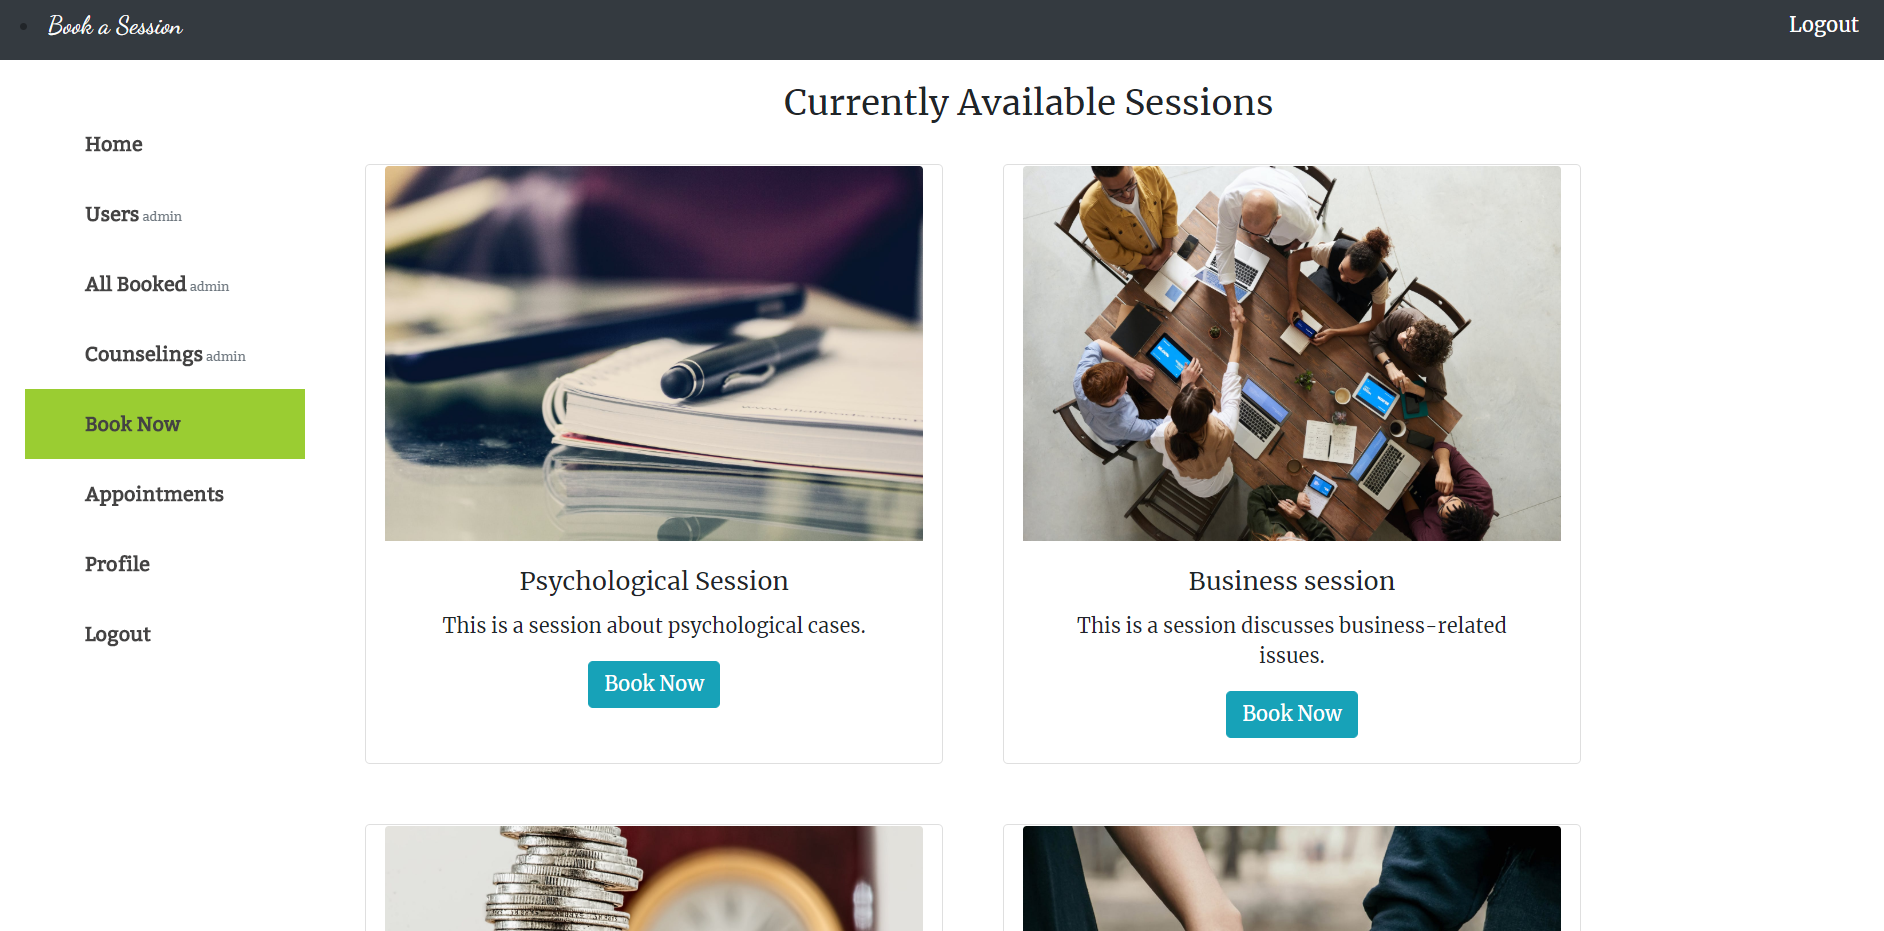 Book a Session
Logout
Currently Available Sessions
Home
Users admin
All Booked admin
Counselings admin
Book Now
Appointments
Profile
Logout
Psychological Session
This is a session about psychological cases.
Book Now
Business session
This is a session discusses business-related
issues.
Book Now